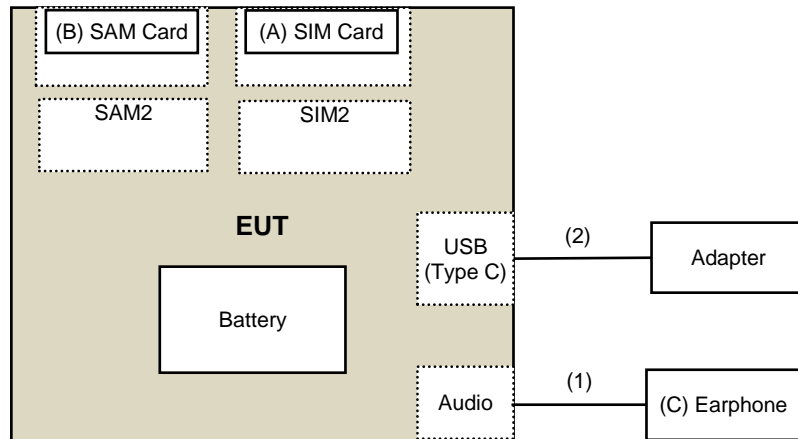 (B) SAM Card
(A) SIM Card
SAM2
SIM2
EUT
USB
(Type C)
(2)
Adapter
Battery
Audio
(1)
(C) Earphone